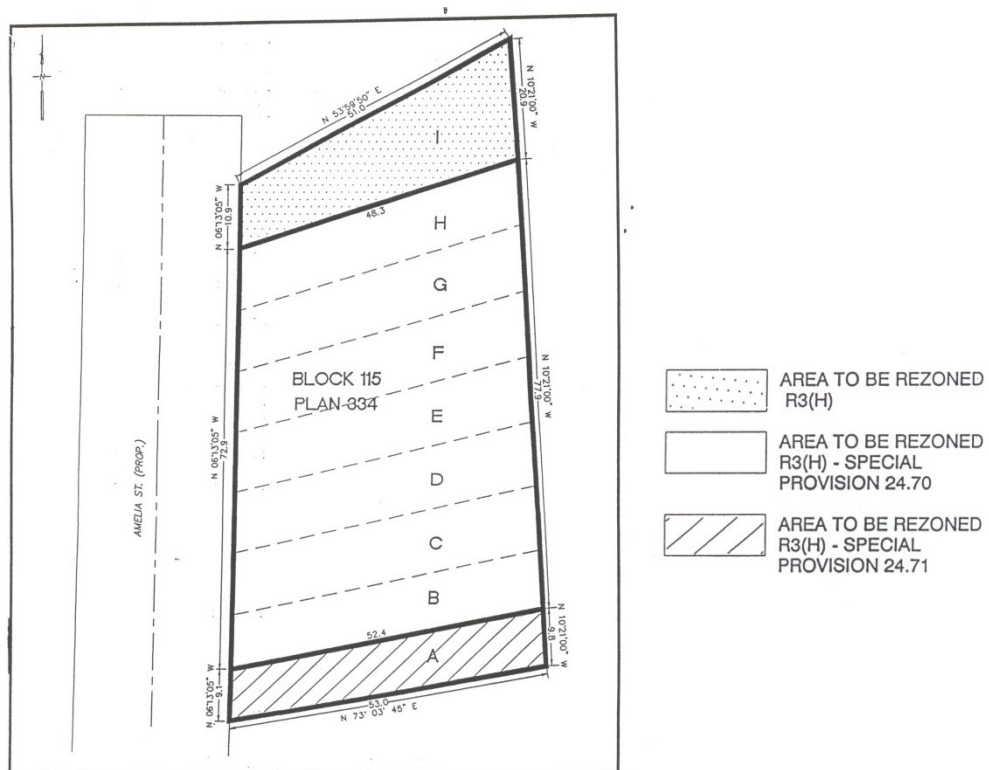 N 53°59'50" E
51.0
N 10°21'00" W
20.9
I
N 06°13'05" W
10.9
48.3
H
G
F
BLOCK 115
PLAN 834
E
D
C
B
N 10°21'00" W
77.9
N 06°13'05" W
72.9
AMELIA ST. (PROP.)
52.4
A
N 10°21'00" W
9.8
N 06°13'05" W
9.1
53.0
N 73° 03' 45" E
AREA TO BE REZONED
R3(H)
AREA TO BE REZONED
R3(H) - SPECIAL
PROVISION 24.70
AREA TO BE REZONED
R3(H) - SPECIAL
PROVISION 24.71